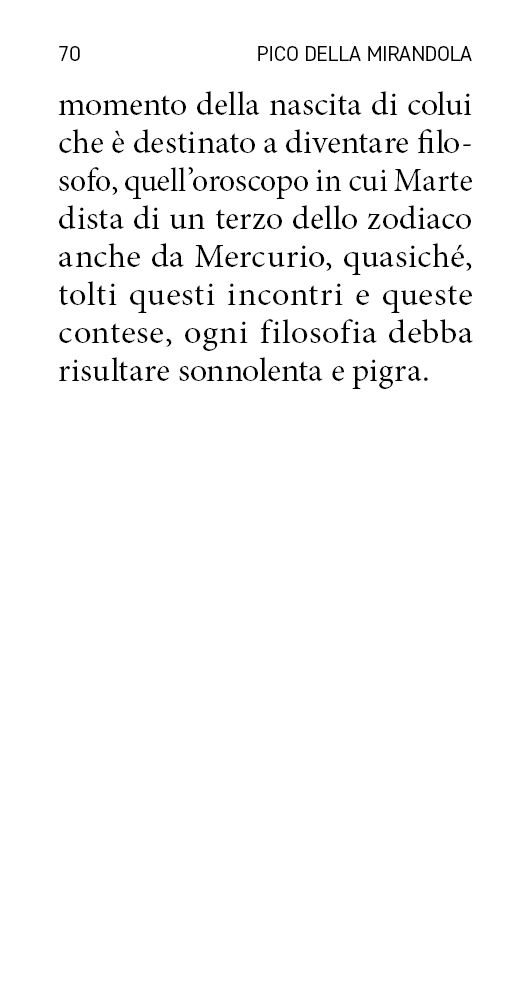 70 PICO DELLA MIRANDOLA
momento della nascita di colui
che è destinato a diventare filo-
sofo, quell’oroscopo in cui Marte
dista di un terzo dello zodiaco
anche da Mercurio, quasiché,
tolti questi incontri e queste
contese, ogni filosofia debba
risultare sonnolenta e pigra.